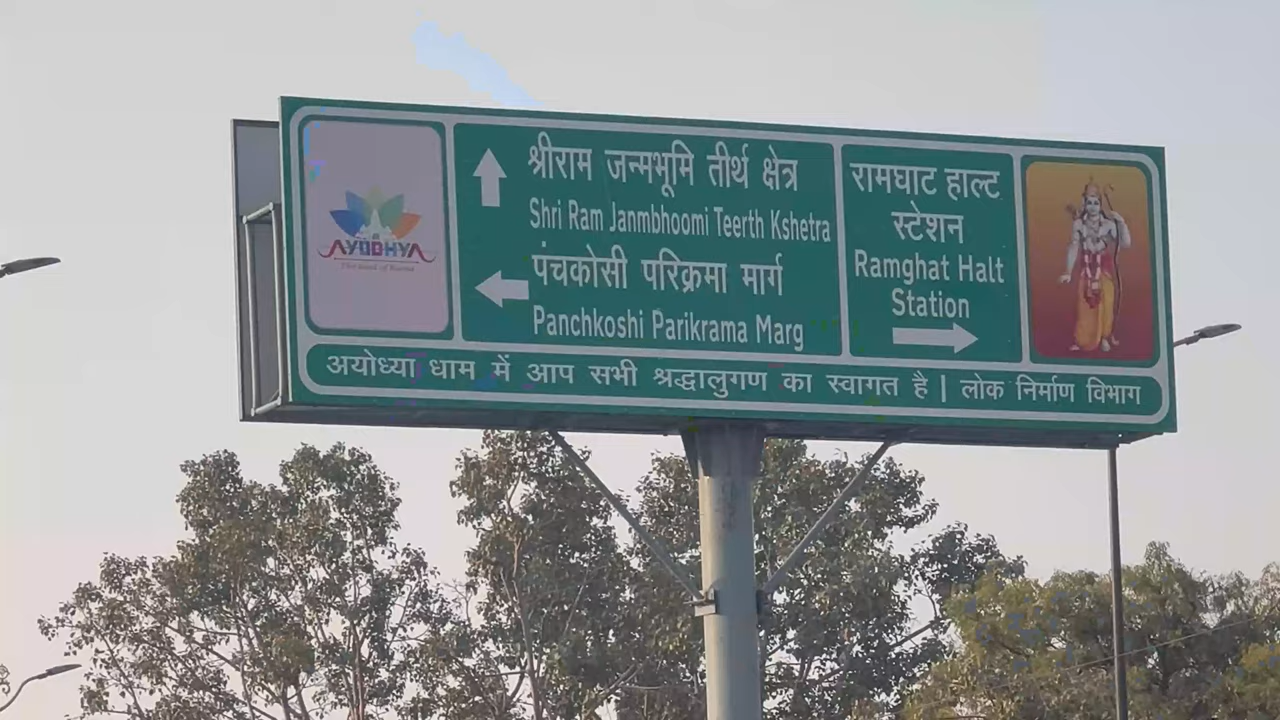 AYODHYA
श्रीराम जन्मभूमि तीर्थ क्षेत्र
Shri Ram Janmbhoomi Teerth Kshetra
पंचकोसी परिक्रमा मार्ग
Panchkoshi Parikrama Marg
रामघाट हाल्ट
स्टेशन
Ramghat Halt
Station
अयोध्या धाम में आप सभी श्रद्धालुगण का स्वागत है | लोक निर्माण विभाग